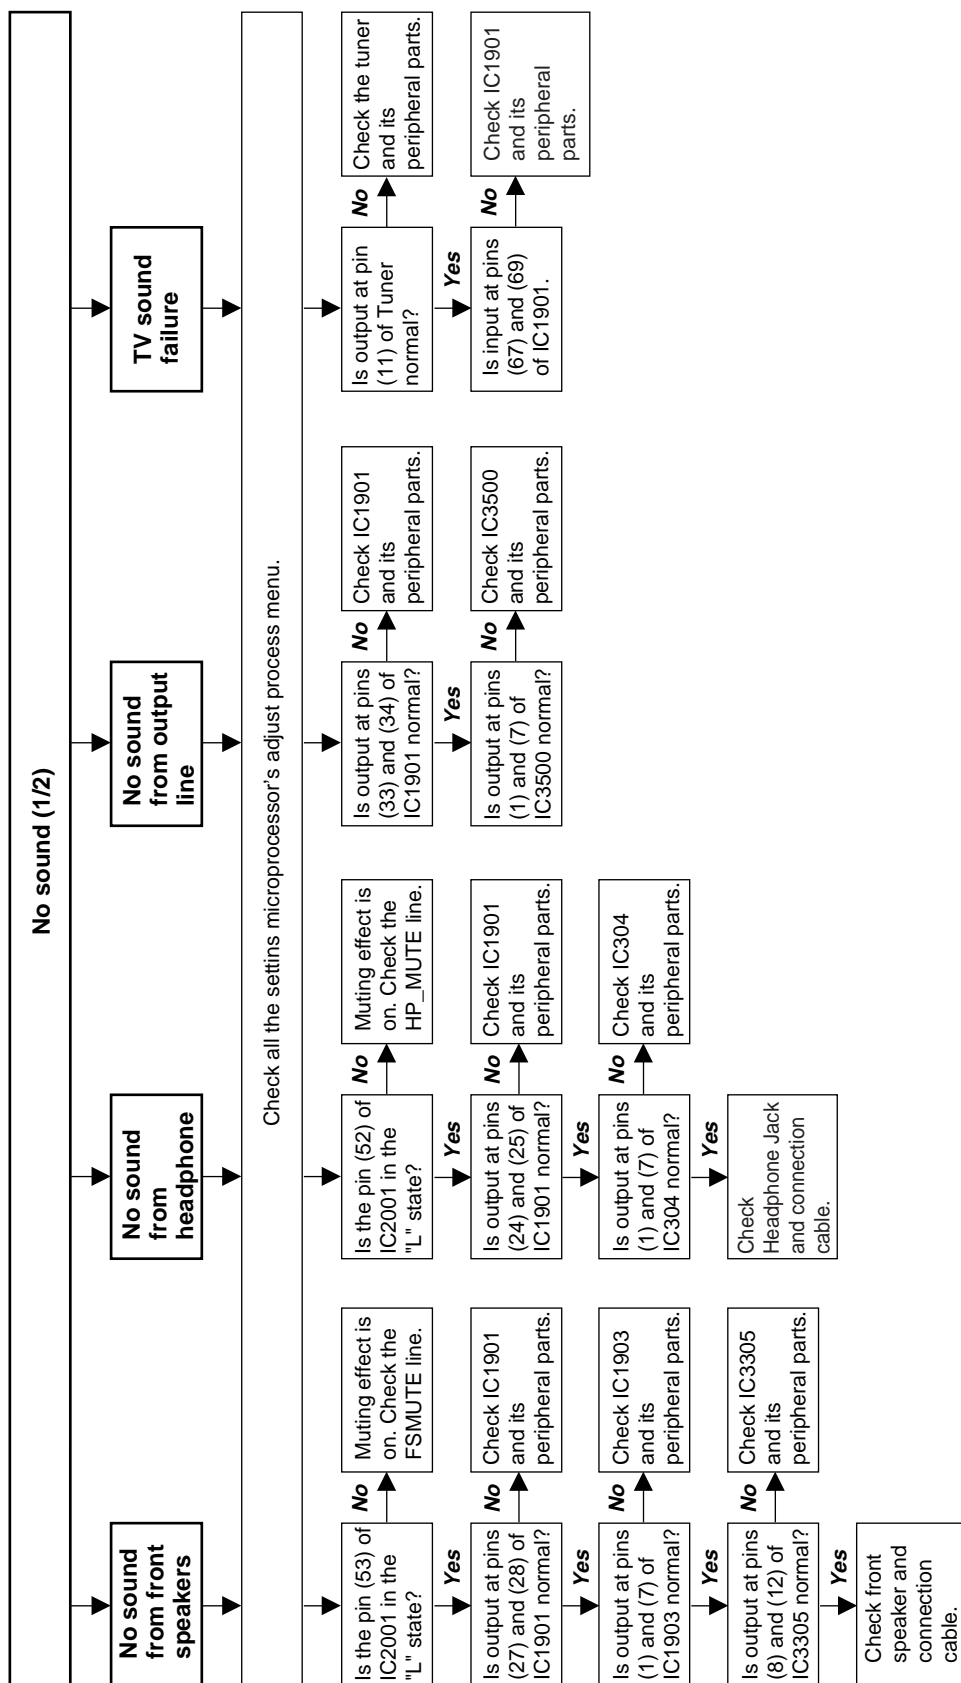 No sound (1/2)
No sound
from front
speakers
No sound
from
headphone
No sound
from output
line
TV sound
failure
Check all the settins microprocessor's adjust process menu.
Is the pin (53) of
IC2001 in the
"L" state?
No
Muting effect is
on. Check the
FSMUTE line.
Yes
Is output at pins
(27) and (28) of
IC1901 normal?
No
Check IC1901
and its
peripheral parts.
Yes
Is output at pins
(1) and (7) of
IC1903 normal?
No
Check IC1903
and its
peripheral parts.
Yes
Is output at pins
(8) and (12) of
IC3305 normal?
No
Check IC3305
and its
peripheral parts.
Yes
Check front
speaker and
connection
cable.
Is the pin (52) of
IC2001 in the
"L" state?
No
Muting effect is
on. Check the
HP_MUTE line.
Yes
Is output at pins
(24) and (25) of
IC1901 normal?
No
Check IC1901
and its
peripheral parts.
Yes
Is output at pins
(1) and (7) of
IC304 normal?
No
Check IC304
and its
peripheral parts.
Yes
Check
Headphone Jack
and connection
cable.
Is output at pins
(33) and (34) of
IC1901 normal?
No
Check IC1901
and its
peripheral parts.
Yes
Is output at pins
(1) and (7) of
IC3500 normal?
No
Check IC3500
and its
peripheral parts.
Is output at pin
(11) of Tuner
normal?
No
Check the tuner
and its
peripheral parts.
Yes
Is input at pins
(67) and (69)
of IC1901.
No
Check IC1901
and its
peripheral
parts.